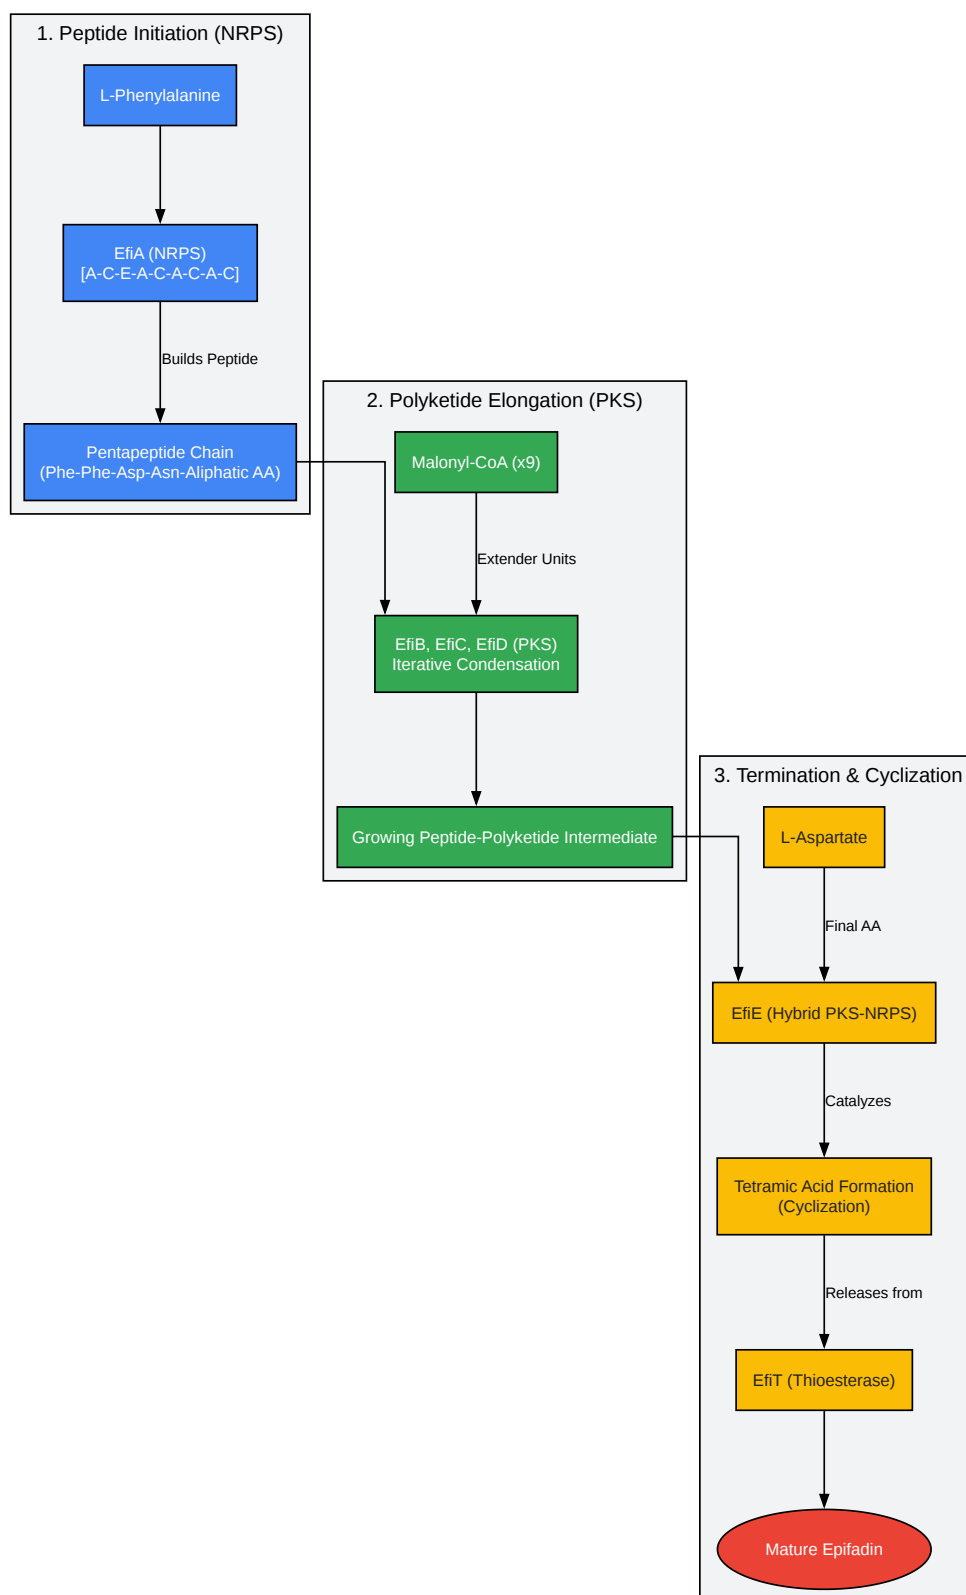 1. Peptide Initiation (NRPS)
L-Phenylalanine
EfiA (NRPS)
[A-C-E-A-C-A-C-A-C]
Builds Peptide
Pentapeptide Chain
(Phe-Phe-Asp-Asn-Aliphatic AA)
2. Polyketide Elongation (PKS)
Malonyl-CoA (x9)
Extender Units
EfiB, EfiC, EfiD (PKS)
Iterative Condensation
Growing Peptide-Polyketide Intermediate
3. Termination & Cyclization
L-Aspartate
Final AA
EfiE (Hybrid PKS-NRPS)
Catalyzes
Tetramic Acid Formation
(Cyclization)
Releases from
EfiT (Thioesterase)
Mature Epifadin